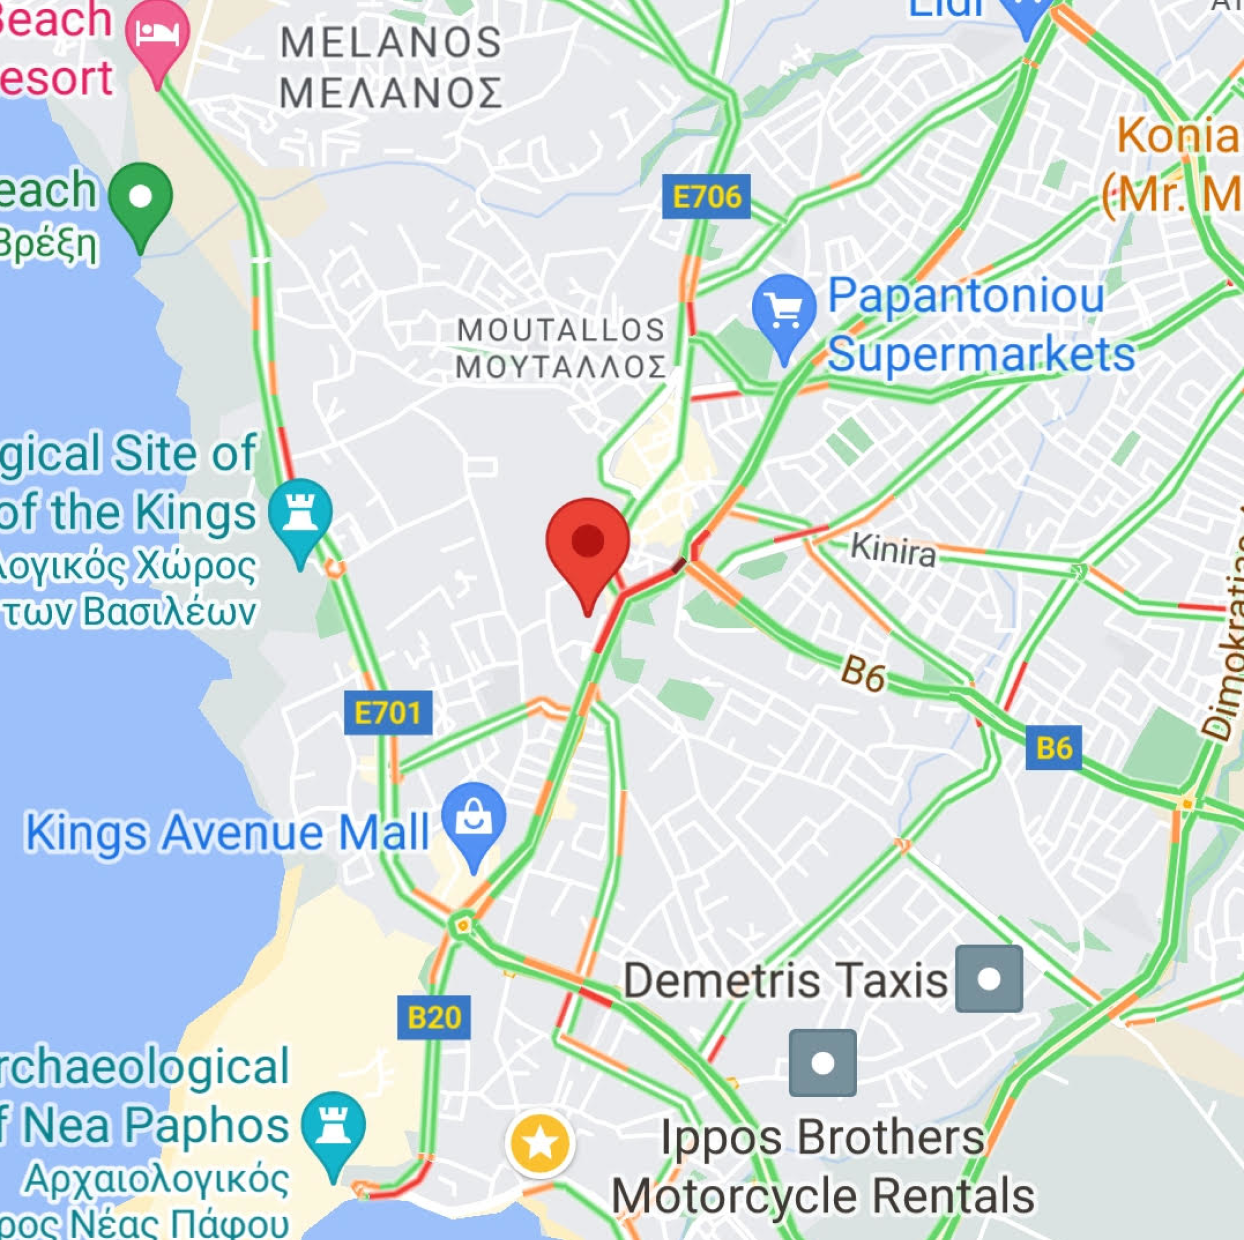 Lidl
Beach
esort
MELANOS
ΜΕΛΑΝΟΣ
Konia
(Mr. M
E706
each
Βρέξη
Papantoniou
Supermarkets
MOUTALLOS
ΜΟΥΤΑΛΛΟΣ
gical Site of
of the Kings
λογικός Χώρος
των Βασιλέων
Kinira
Dimokratias
B6
E701
B6
Kings Avenue Mall
Demetris Taxis
B20
rchaeological
f Nea Paphos
Αρχαιολογικός
ρος Νέας Πάφου
Ippos Brothers
Motorcycle Rentals